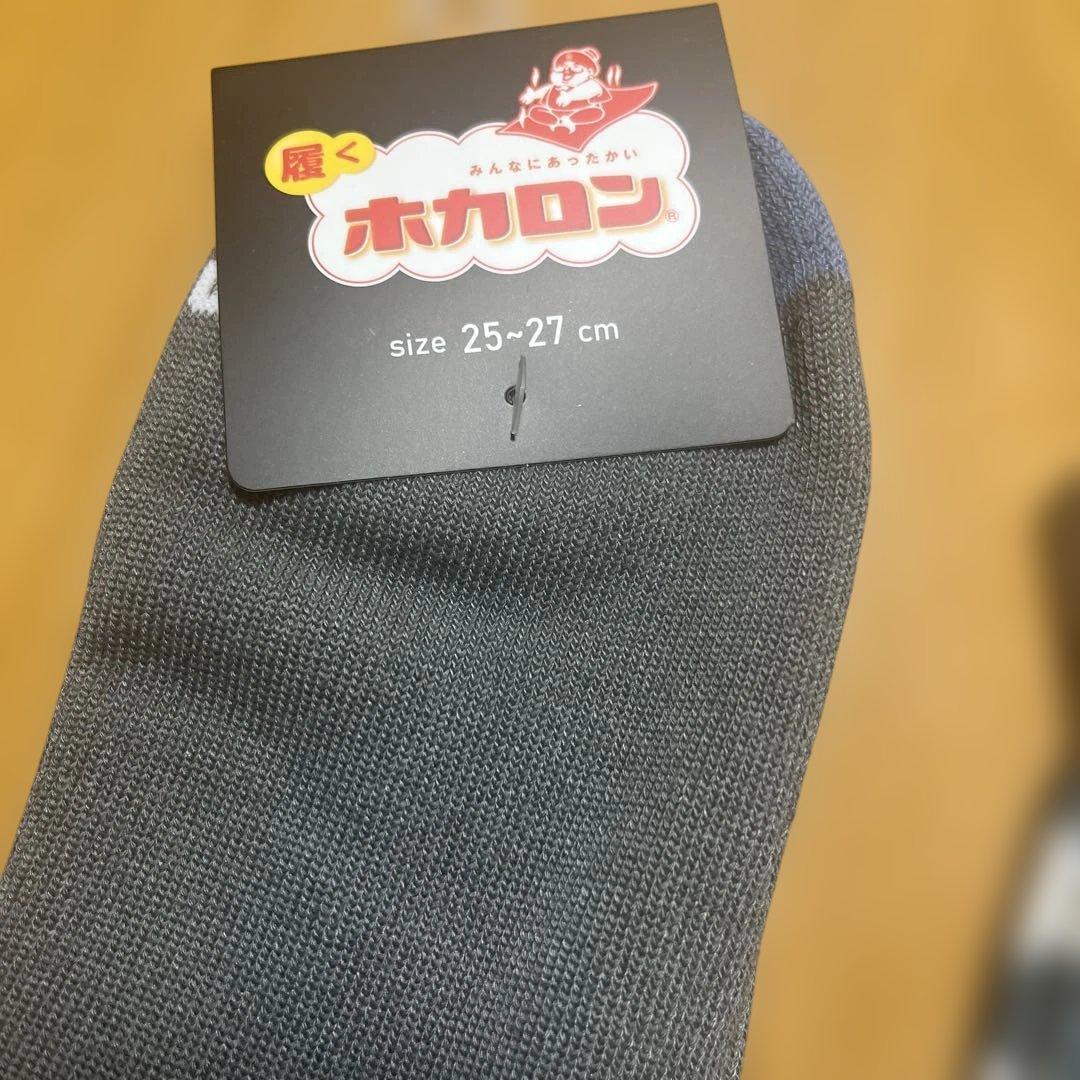 履く
みんなにあったかい
ホカロン®
size 25~27 cm